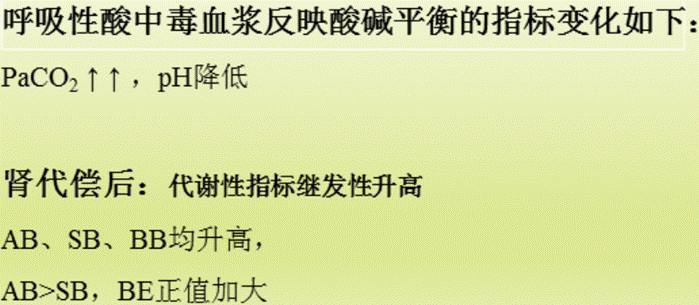 呼吸性酸中毒血浆反映酸碱平衡的指标变化如下：
PaCO₂↑↑，pH降低
肾代偿后：代谢性指标继发性升高
AB、SB、BB均升高，
AB>SB，BE正值加大